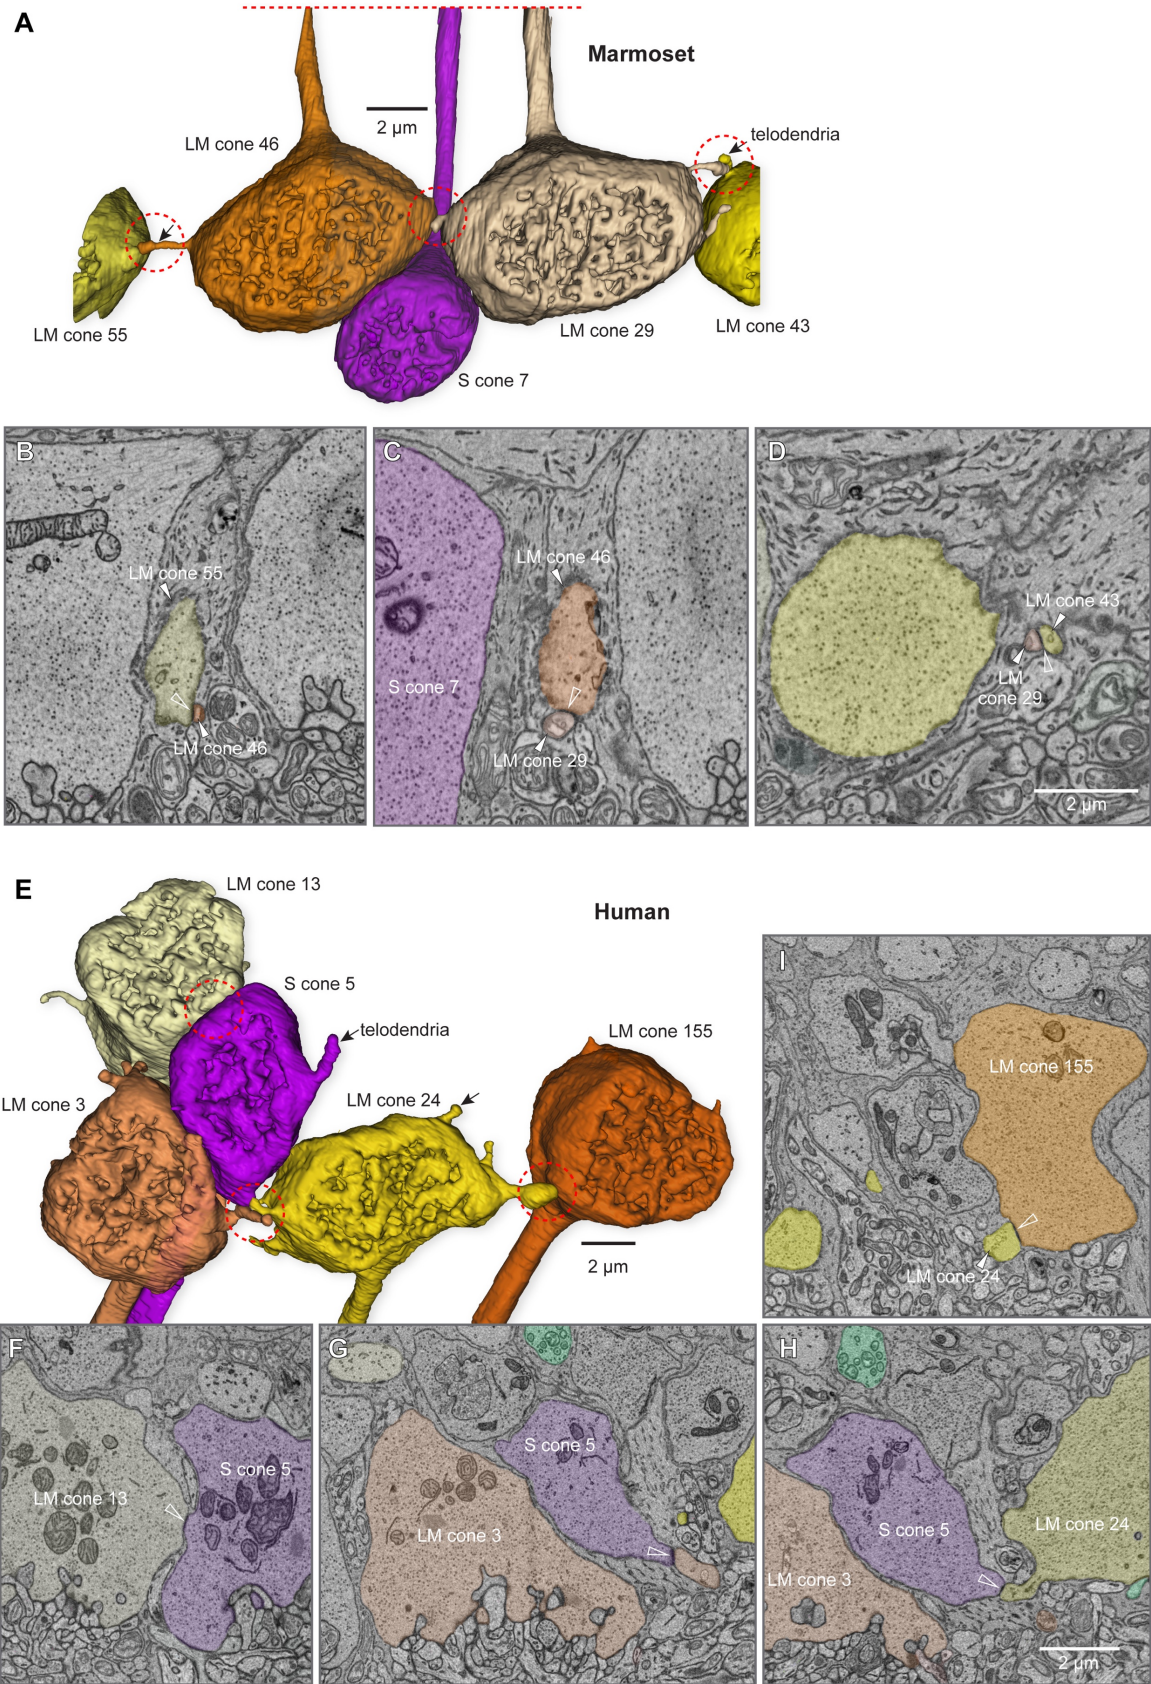 A
Marmoset
2 µm
telodendria
LM cone 46
LM cone 55
LM cone 29
LM cone 43
S cone 7
B
LM cone 55
LM cone 46
C
LM cone 46
S cone 7
LM cone 29
D
LM cone 43
LM
cone 29
2 µm
E
LM cone 13
Human
S cone 5
telodendria
LM cone 155
LM cone 3
LM cone 24
2 µm
I
LM cone 155
LM cone 24
F
S cone 5
LM cone 13
G
S cone 5
LM cone 3
H
S cone 5
LM cone 24
LM cone 3
2 µm